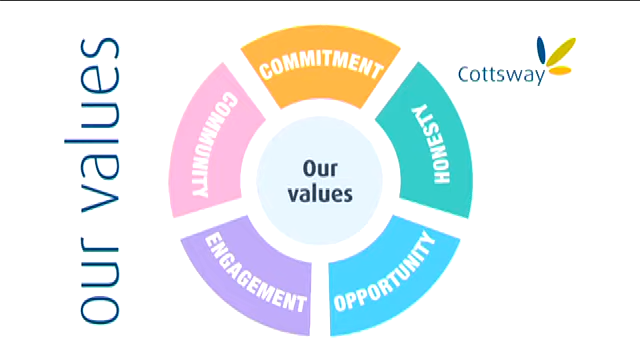 our values
COMMITMENT
HONESTY
OPPORTUNITY
ENGAGEMENT
COMMUNITY
Our
values
Cottsway